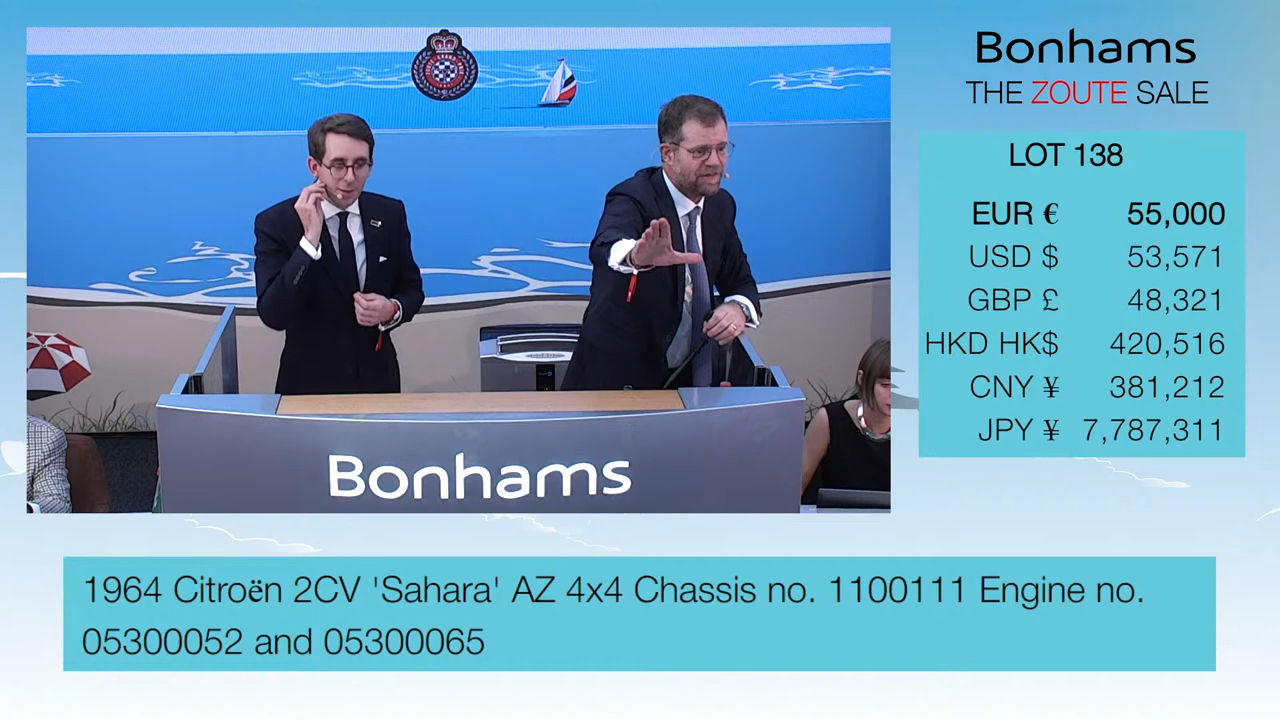 Bonhams
THE ZOUTE SALE
LOT 138
EUR € 55,000
USD $ 53,571
GBP £ 48,321
HKD HK$ 420,516
CNY ¥ 381,212
JPY ¥ 7,787,311
Bonhams
1964 Citroën 2CV 'Sahara' AZ 4x4 Chassis no. 1100111 Engine no.
05300052 and 05300065